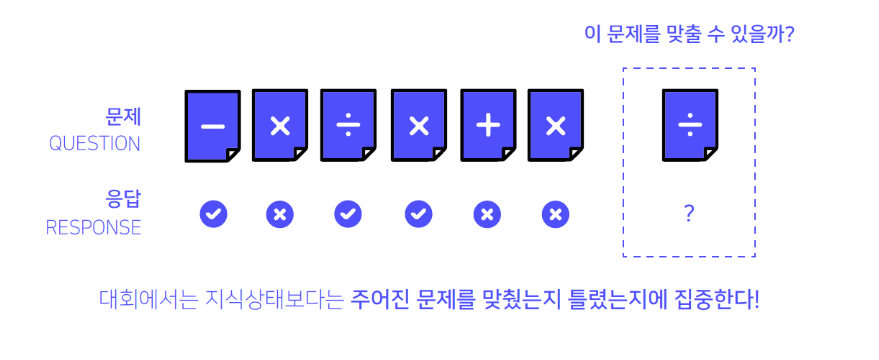 이 문제를 맞출 수 있을까?
문제
QUESTION
− × ÷ × + × ÷
응답
RESPONSE
?
대회에서는 지식상태보다는 주어진 문제를 맞췄는지 틀렸는지에 집중한다!